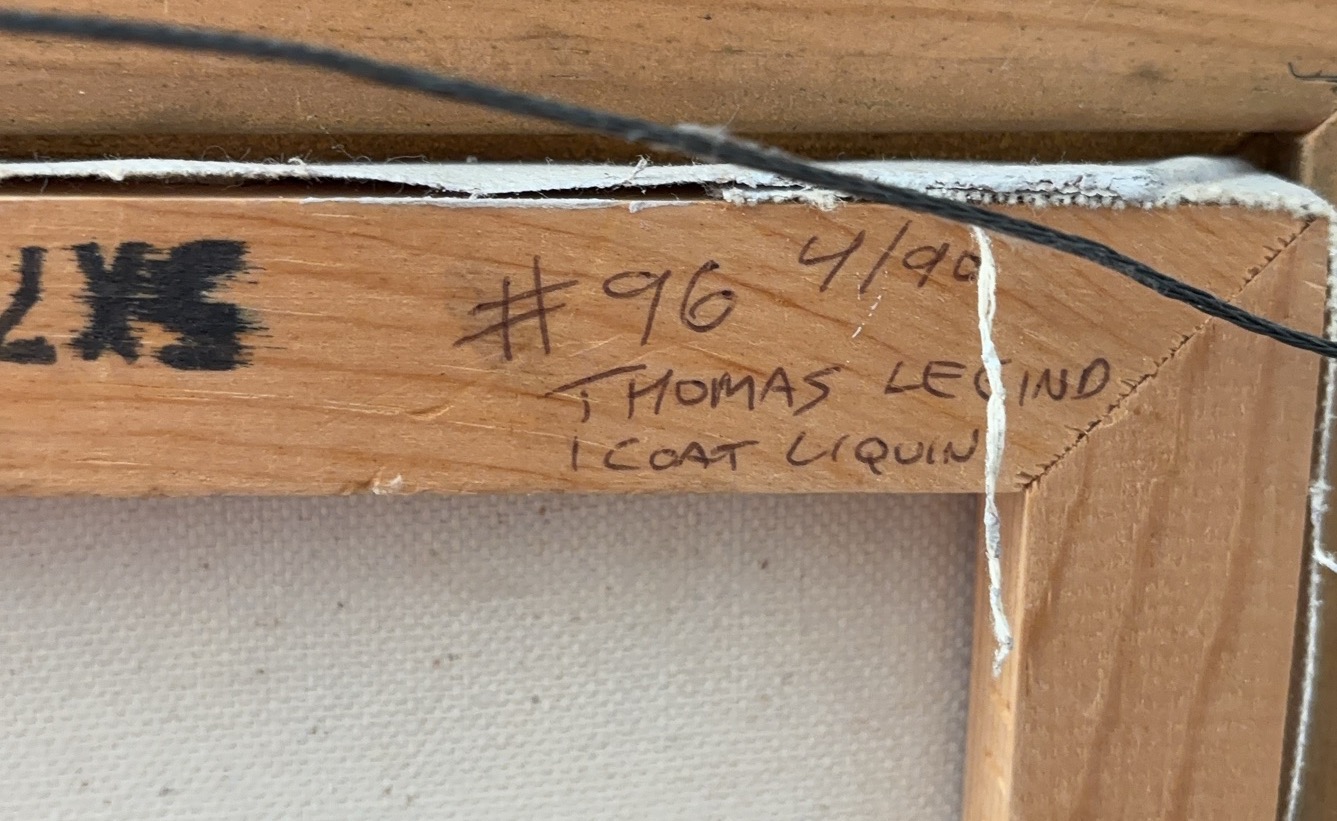 #96 4/90
THOMAS LEGIND
1 COAT LIQUIN